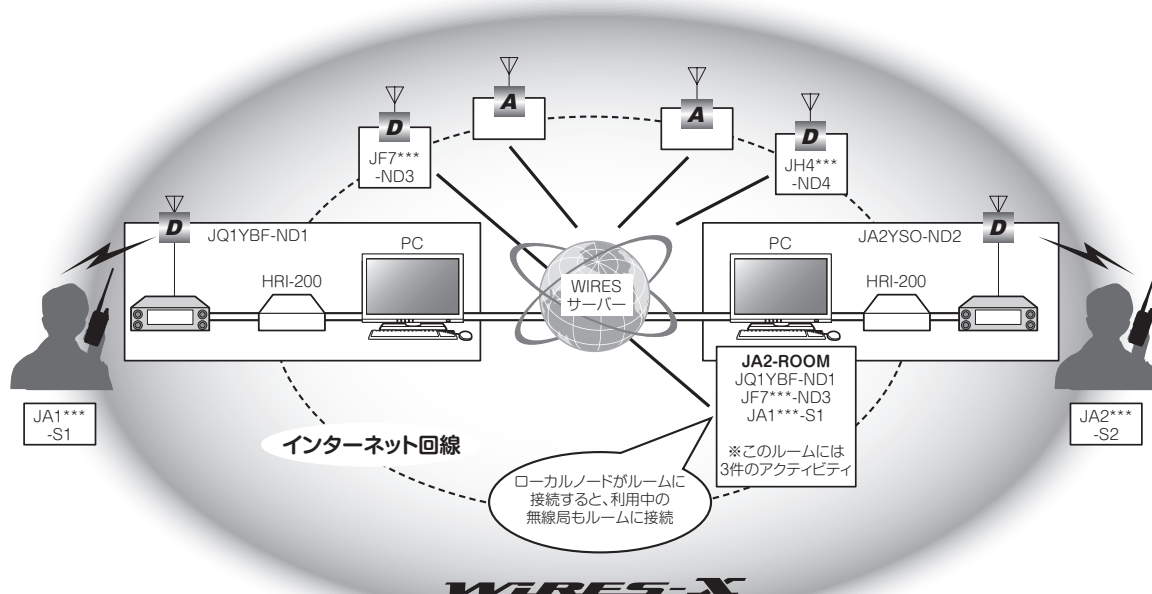 A
A
D
JF7***
-ND3
D
JH4***
-ND4
D
JQ1YBF-ND1
PC
HRI-200
WIRES
サーバー
PC
JA2YSO-ND2
D
HRI-200
JA1***
-S1
JA2-ROOM
JQ1YBF-ND1
JF7***-ND3
JA1***-S1
※このルームには
3件のアクティビティ
JA2***
-S2
インターネット回線
ローカルノードがルームに
接続すると、利用中の
無線局もルームに接続
WiRES-X